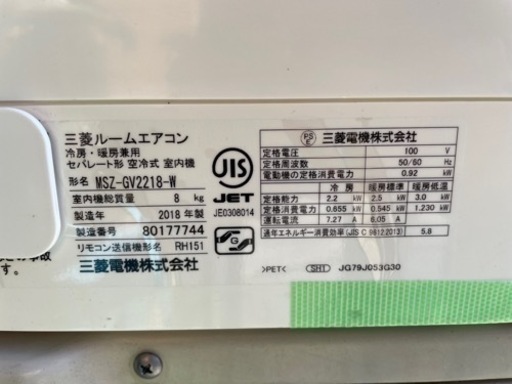 三菱ルームエアコン
冷房・暖房兼用
セパレート形 空冷式 室内機
形名 MSZ-GV2218-W
室内機総質量 8 kg
製造年 2018 年製
製造番号 80177744
リモコン送信機形名 RH151
三菱電機株式会社
JIS
JET
JE0308014
G
PS E 三菱電機株式会社
定格電圧 100 V
定格周波数 50/60 Hz
電動機の定格消費電力 0.92 kW
冷房 暖房標準 暖房低温
定格能力 2.2 kW 2.5 kW 3.0 kW
定格消費電力 0.655 kW 0.545 kW 1.230 kW
運転電流 7.27 A 6.05 A
通年エネルギー消費効率(JIS C 9612:2013) 5.8
>PET< SH1 JG79J053G30
す。